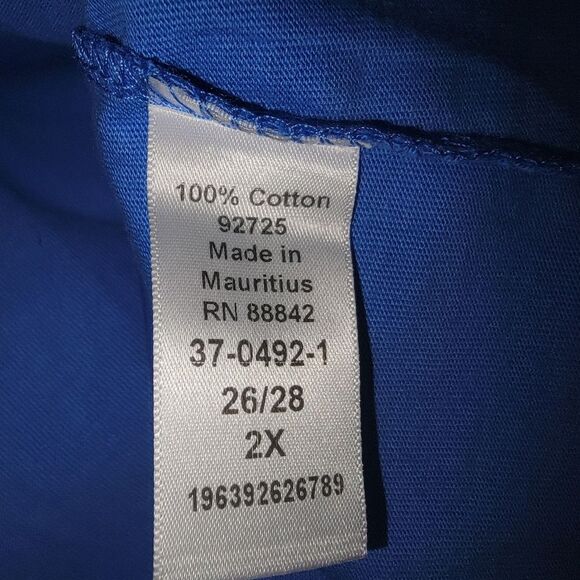 100% Cotton
92725
Made in
Mauritius
RN 88842
37-0492-1
26/28
2X
196392626789